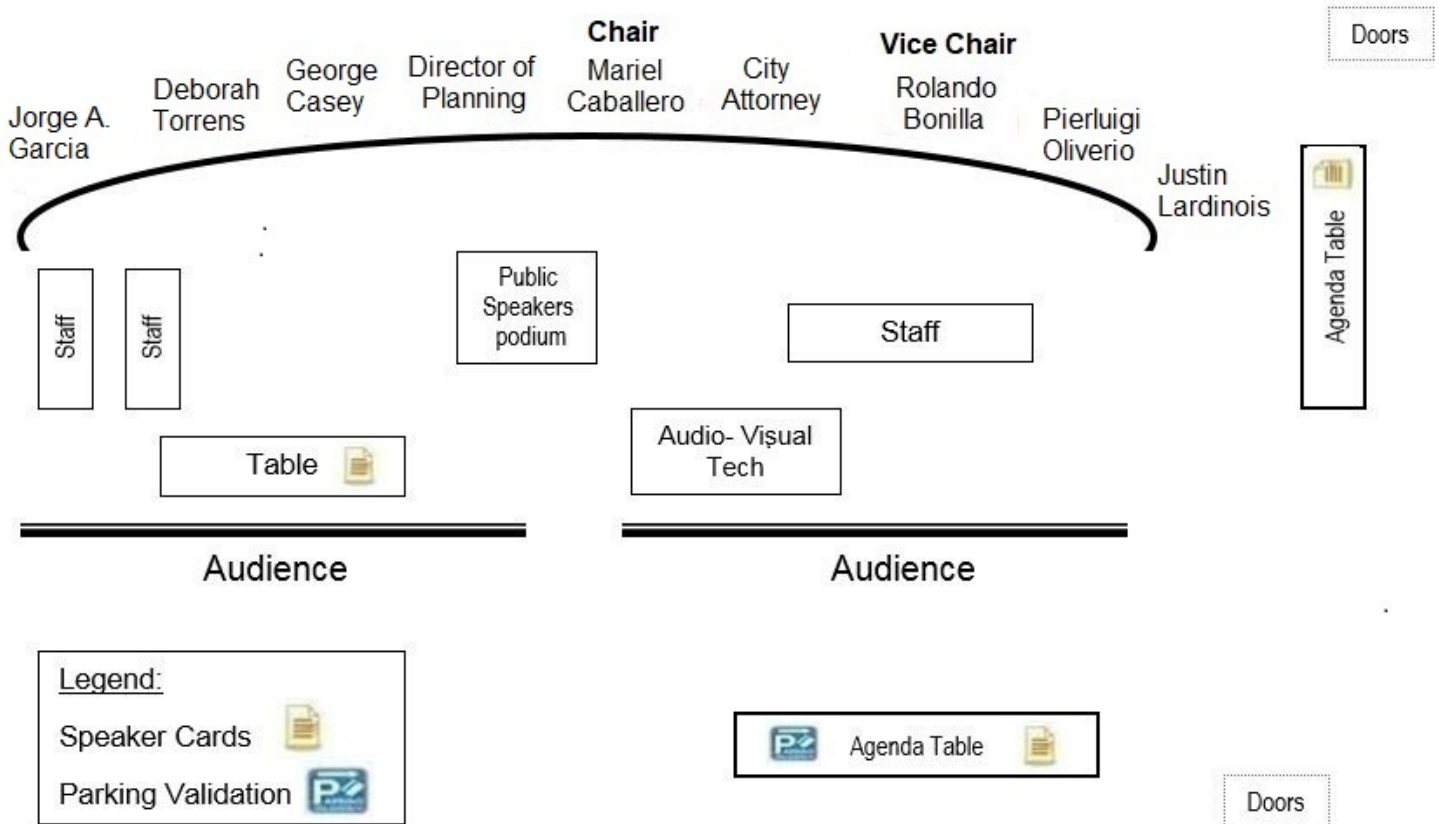 Chair
Vice Chair
Doors
Jorge A.
Garcia
Deborah
Torrens
George
Casey
Director of
Planning
Mariel
Caballero
City
Attorney
Rolando
Bonilla
Pierluigi
Oliverio
Justin
Lardinois
Agenda Table
Staff
Staff
Public
Speakers
podium
Staff
Table
Audio- Vişual
Tech
Audience
Audience
Legend:
Speaker Cards
Parking Validation
Agenda Table
Doors